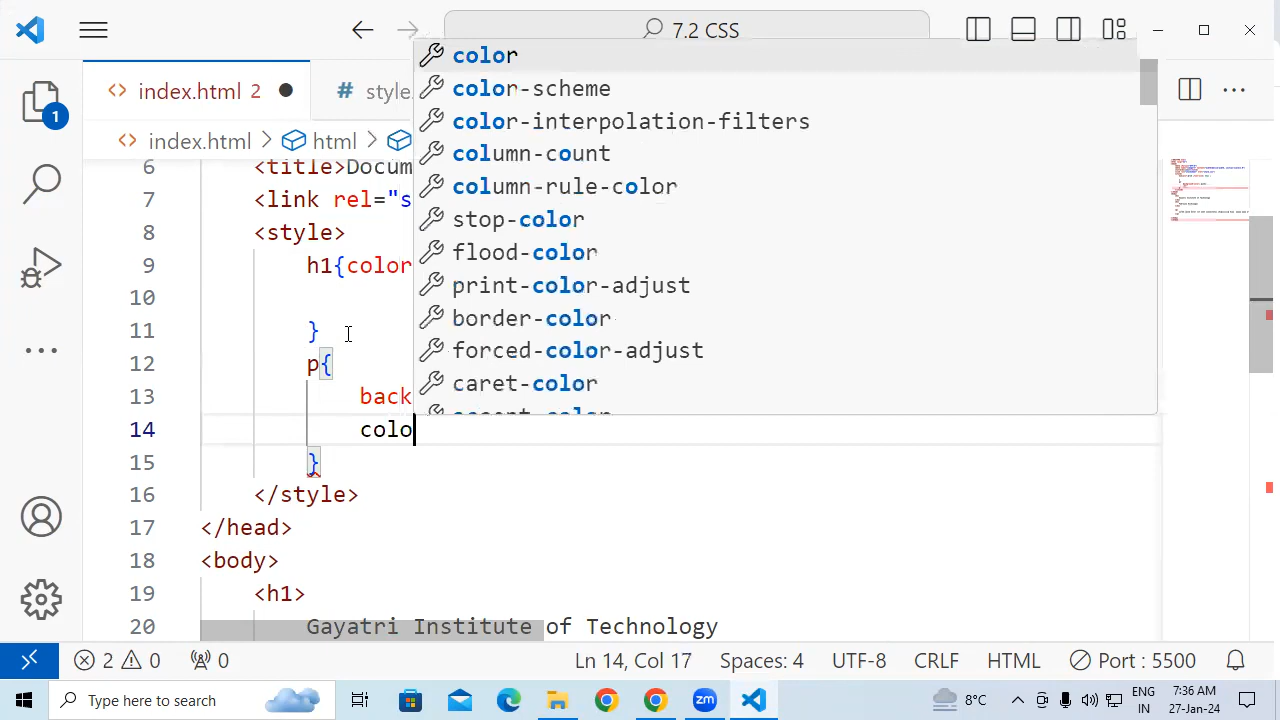 7.2 CSS
index.html 2
# style.
index.html > html >
color
color-scheme
color-interpolation-filters
column-count
column-rule-color
stop-color
flood-color
print-color-adjust
border-color
forced-color-adjust
caret-color
accent-color
6 <title>Docum
7 <link rel="s
8 <style>
9 h1{color
10
11 }
12 p{
13 back
14 colo
15 }
16 </style>
17 </head>
18 <body>
19 <h1>
20 Gayatri Institute of Technology
1
2 0 0 Ln 14, Col 17 Spaces: 4 UTF-8 CRLF HTML Port : 5500
Type here to search
zm
8°C
ENG
IN
7:36 AM
27-Jan-24